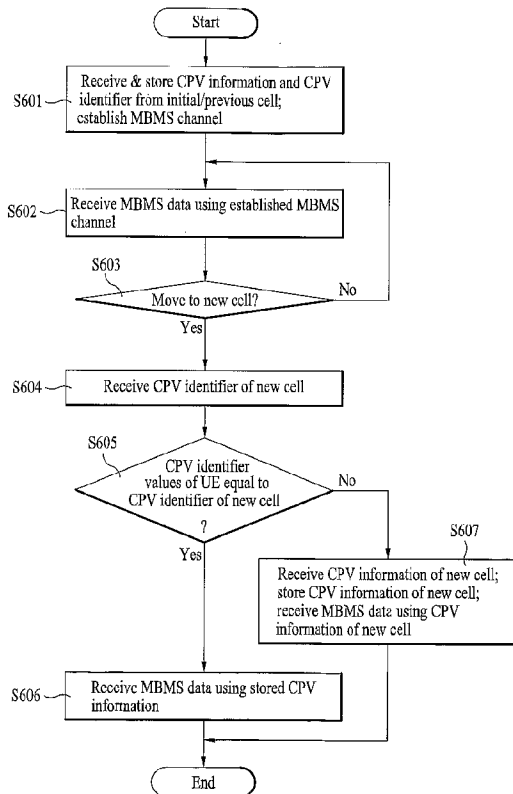 Start
S601
Receive & store CPV information and CPV
identifier from initial/previous cell;
establish MBMS channel
S602
Receive MBMS data using established MBMS
channel
S603
Move to new cell?
No
Yes
S604
Receive CPV identifier of new cell
S605
CPV identifier
values of UE equal to
CPV identifier of new cell
?
No
Yes
S607
Receive CPV information of new cell;
store CPV information of new cell;
receive MBMS data using CPV
information of new cell
S606
Receive MBMS data using stored CPV
information
End